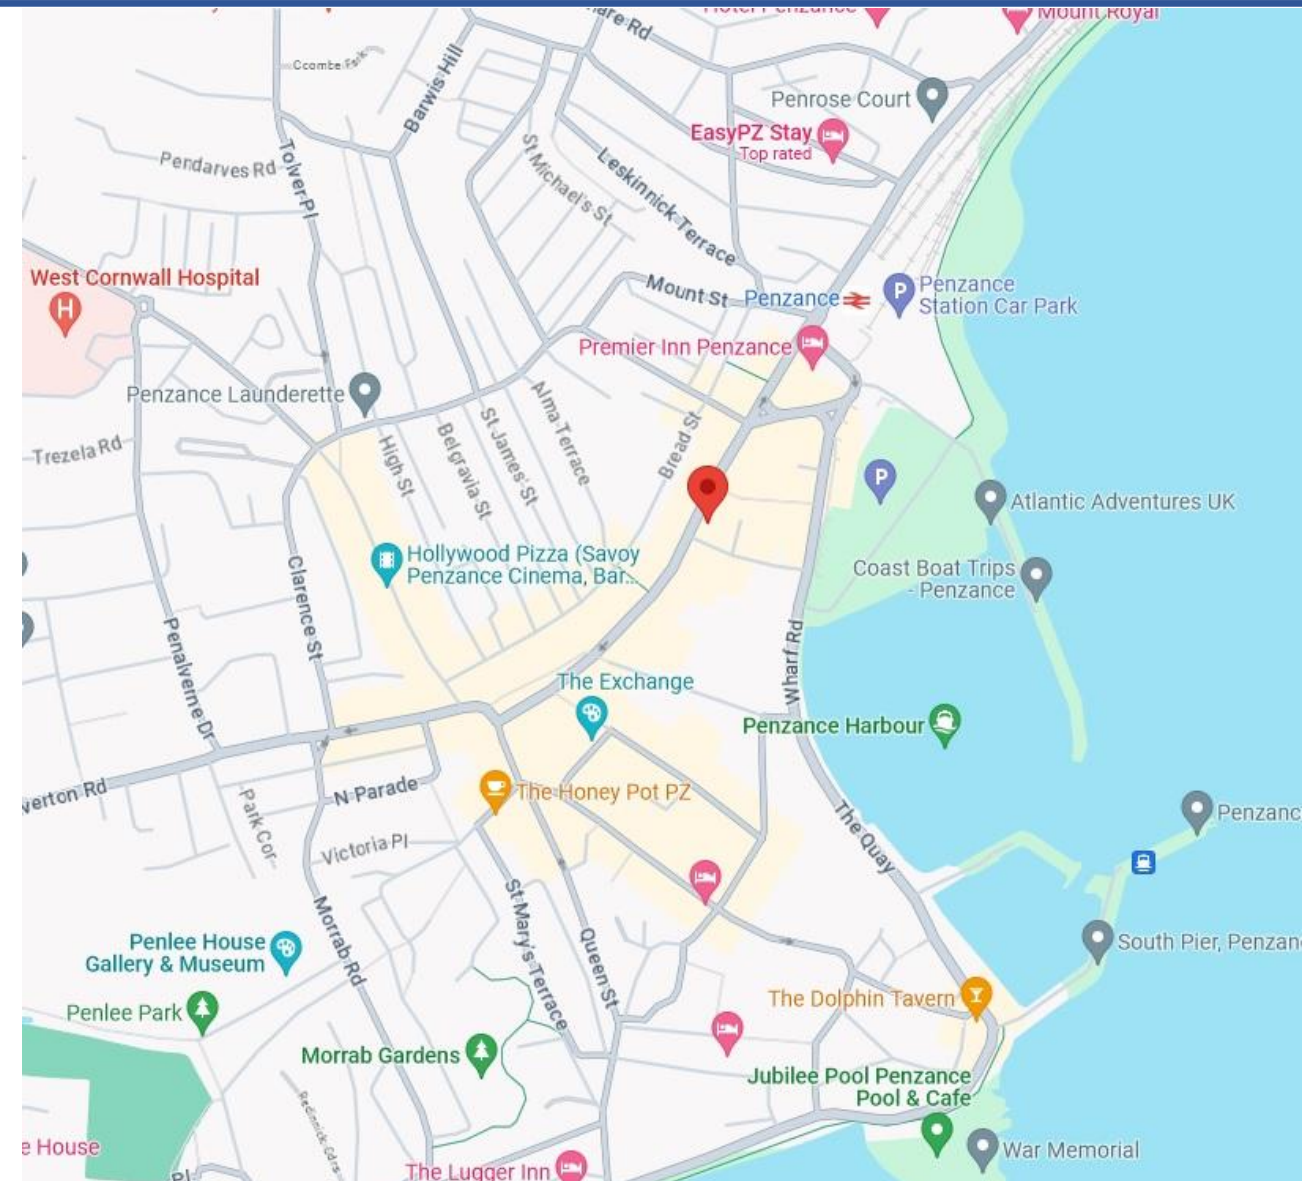 Mount Royal
Ccombe Park
Barwis Hill
Penrose Court
EasyPZ Stay
Top rated
Pendarves Rd
Tolver Pl
St Michael's St
Leskinnick Terrace
West Cornwall Hospital
H
Mount St
Penzance
P
Penzance
Station Car Park
Premier Inn Penzance
Penzance Launderette
Trezela Rd
High St
Belgravia St
St James' St
Alma Terrace
Bread St
P
Atlantic Adventures UK
Hollywood Pizza (Savoy
Penzance Cinema, Bar...
Coast Boat Trips
- Penzance
Clarence St
Penalverne Dr
Wharf Rd
The Exchange
Penzance Harbour
verton Rd
N Parade
The Honey Pot PZ
Park Cor
Victoria Pl
The Quay
Penzanc
St Mary's Terrace
Queen St
Morrab Rd
Penlee House
Gallery & Museum
South Pier, Penzan
Penlee Park
The Dolphin Tavern
Morrab Gardens
Jubilee Pool Penzance
Pool & Cafe
Redinnick Gdns
e House
War Memorial
The Lugger Inn